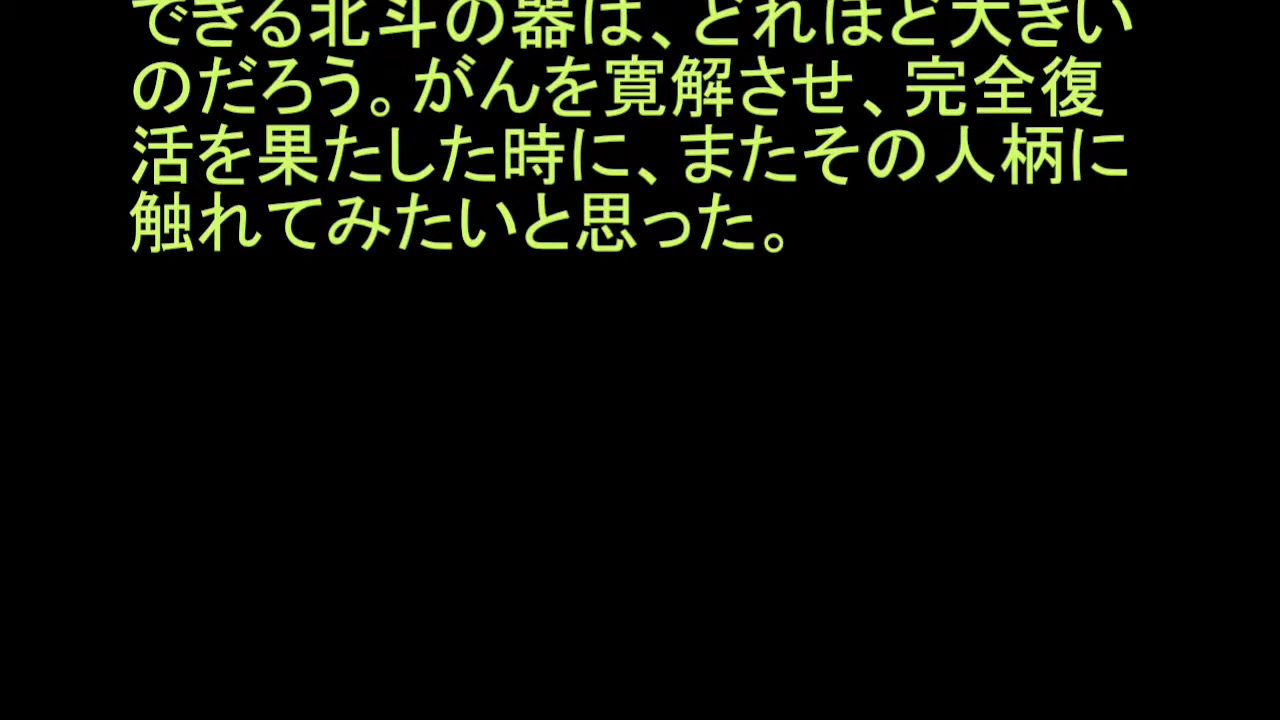 できる北斗の器は、どれほど大きい
のだろう。がんを寛解させ、完全復
活を果たした時に、またその人柄に
触れてみたいと思った。